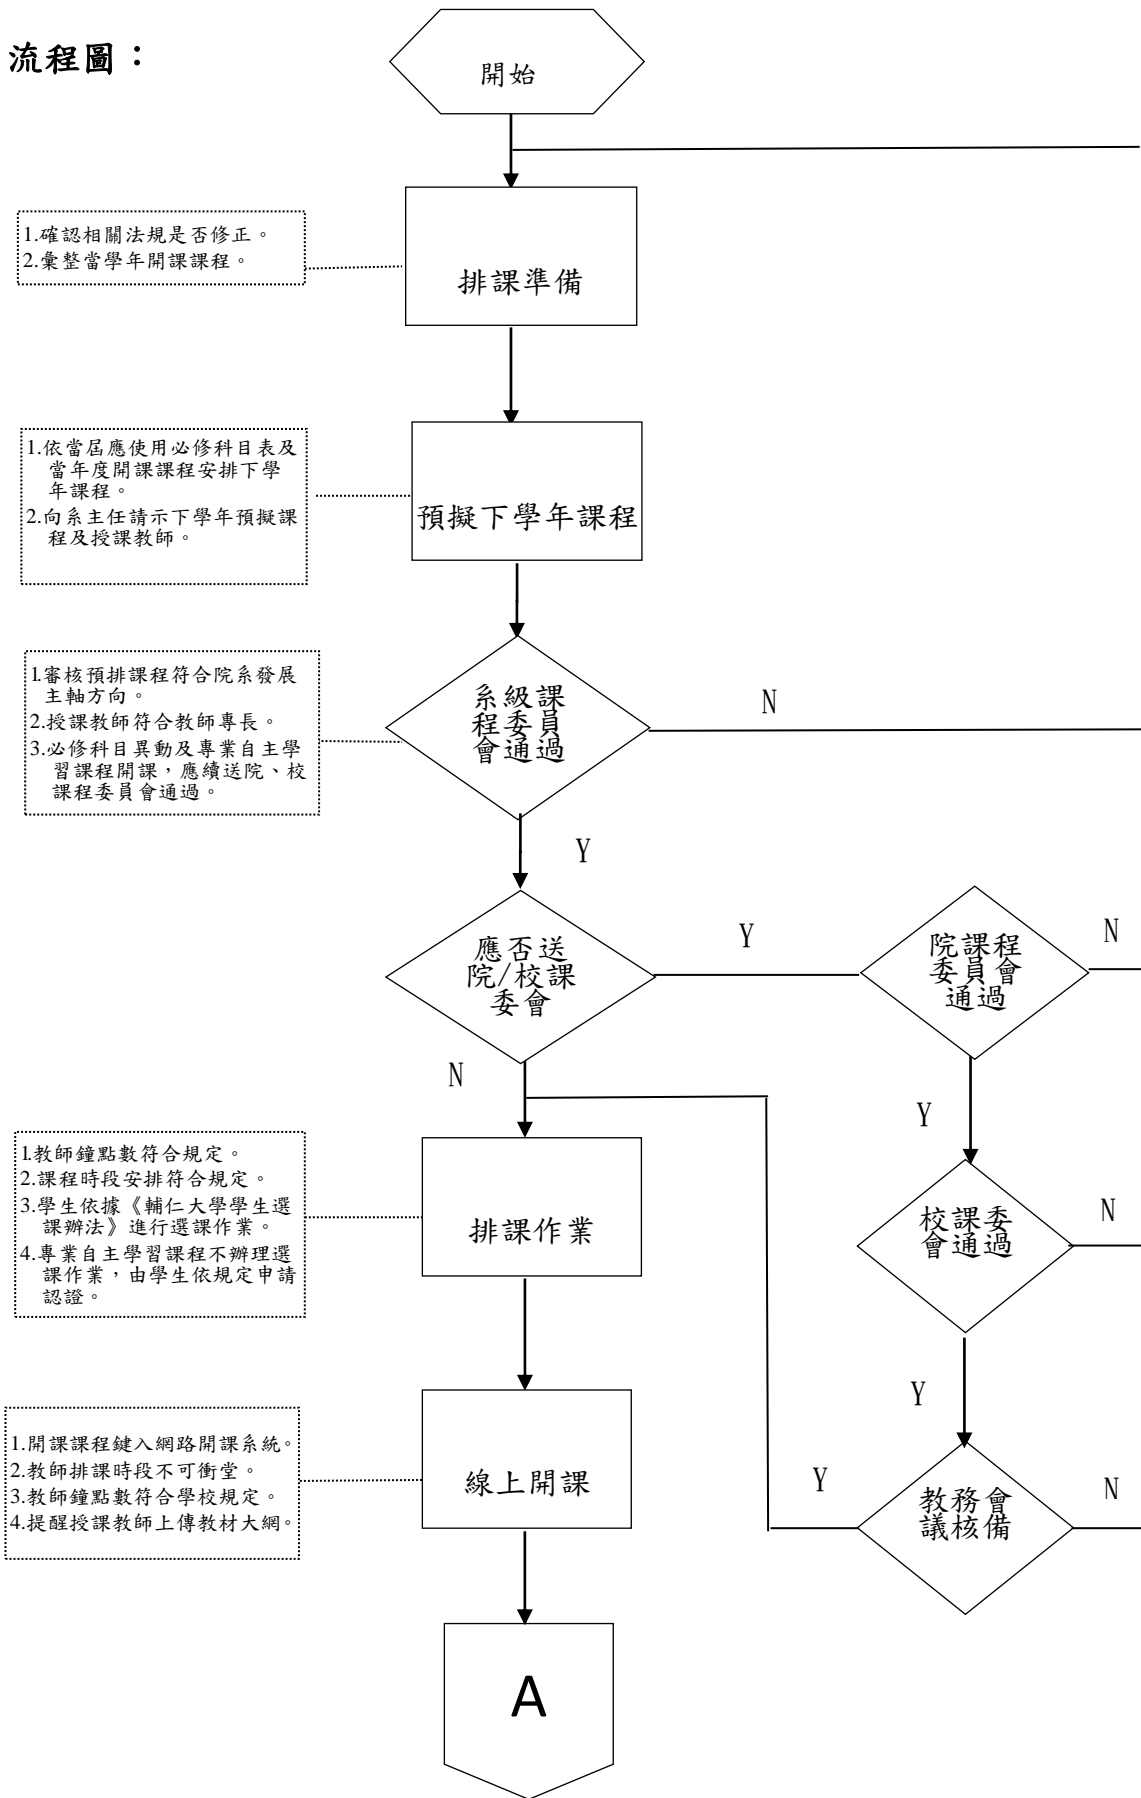 流程圖：
開始
1.確認相關法規是否修正。
2.彙整當學年開課課程。
排課準備
1.依當屆應使用必修科目表及
當年度開課課程安排下學
年課程。
2.向系主任請示下學年預擬課
程及授課教師。
預擬下學年課程
1.審核預排課程符合院系發展
主軸方向。
2.授課教師符合教師專長。
3.必修科目異動及專業自主學
習課程開課，應續送院、校
課程委員會通過。
系級課
程委員
會通過
N
Y
應否送
院/校課
委會
Y
院課程
委員會
通過
N
N
Y
1.教師鐘點數符合規定。
2.課程時段安排符合規定。
3.學生依據《輔仁大學學生選
課辦法》進行選課作業。
4.專業自主學習課程不辦理選
課作業，由學生依規定申請
認證。
排課作業
校課委
會通過
N
Y
1.開課課程鍵入網路開課系統。
2.教師排課時段不可衝堂。
3.教師鐘點數符合學校規定。
4.提醒授課教師上傳教材大網。
線上開課
Y
教務會
議核備
N
A